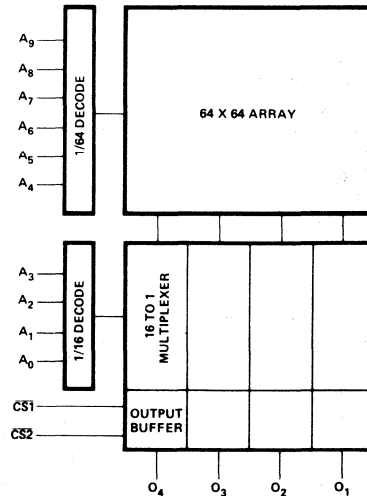 A9
A8
A7
A6
A5
A4
1/64 DECODE
64 X 64 ARRAY
A3
A2
A1
A0
1/16 DECODE
16 TO 1
MULTIPLEXER
CS1
CS2
OUTPUT
BUFFER
O4
O3
O2
O1